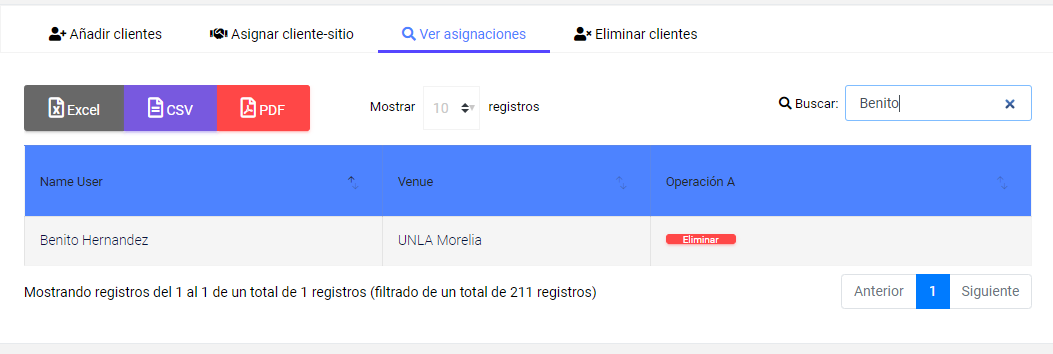 Añadir clientes
Asignar cliente-sitio
Ver asignaciones
Eliminar clientes
Excel
CSV
PDF
Mostrar 10 registros
Buscar: Benito
Name User Venue Operación A
Benito Hernandez UNLA Morelia Eliminar
Mostrando registros del 1 al 1 de un total de 1 registros (filtrado de un total de 211 registros)
Anterior 1 Siguiente